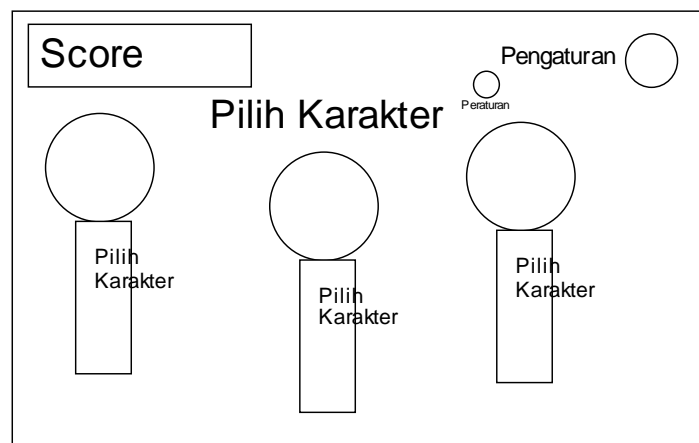 Score
Pengaturan
Peraturan
Pilih Karakter
Pilih
Karakter
Pilih
Karakter
Pilih
Karakter